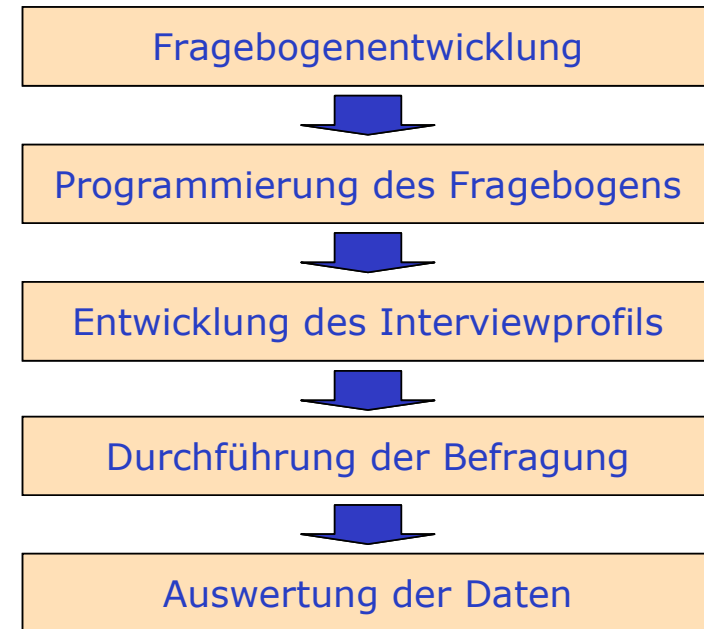 Fragebogenentwicklung
Programmierung des Fragebogens
Entwicklung des Interviewprofils
Durchführung der Befragung
Auswertung der Daten